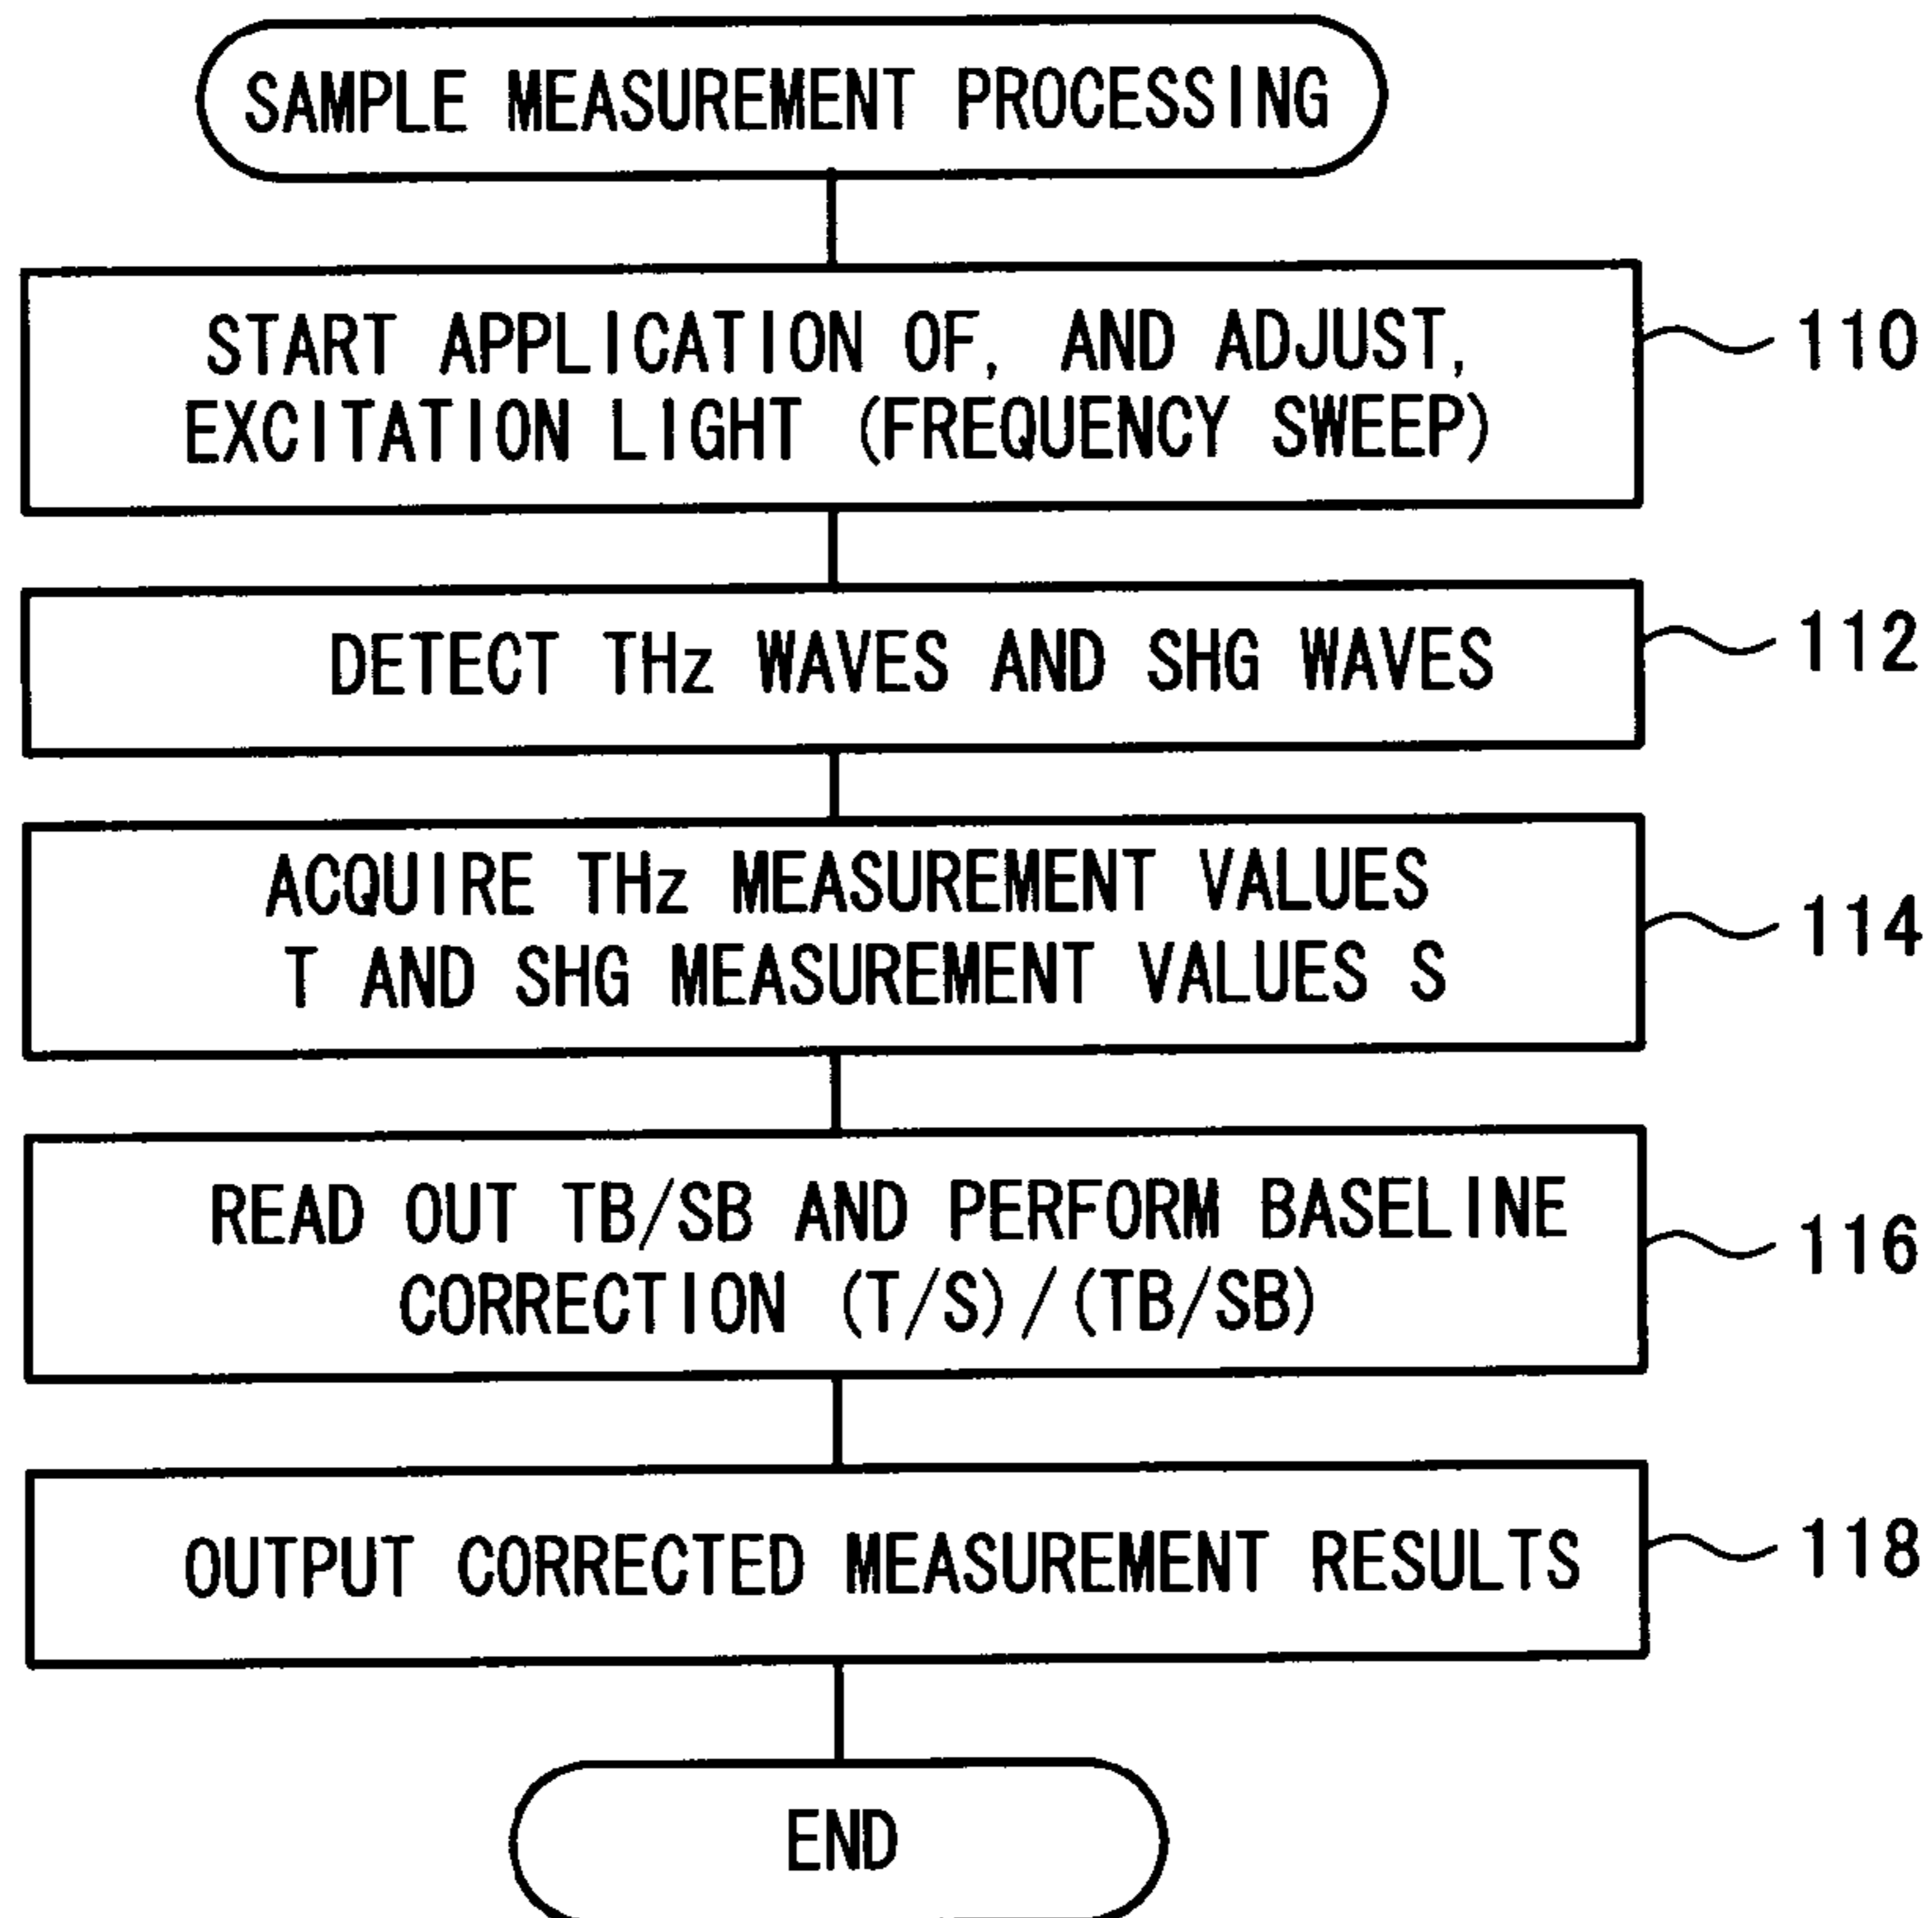 SAMPLE MEASUREMENT PROCESSING
START APPLICATION OF, AND ADJUST,
EXCITATION LIGHT (FREQUENCY SWEEP)
110
DETECT THz WAVES AND SHG WAVES
112
ACQUIRE THz MEASUREMENT VALUES
T AND SHG MEASUREMENT VALUES S
114
READ OUT TB/SB AND PERFORM BASELINE
CORRECTION (T/S)/(TB/SB)
116
OUTPUT CORRECTED MEASUREMENT RESULTS
118
END